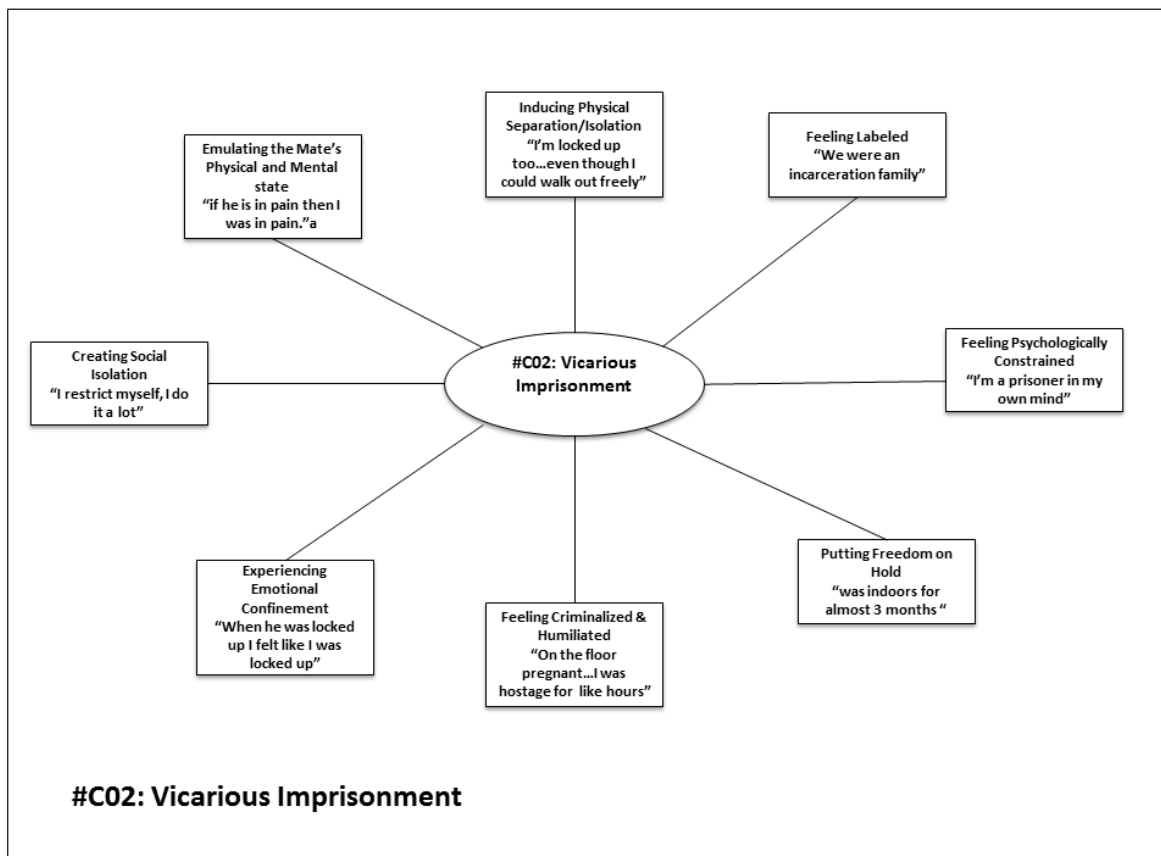 Inducing Physical
Separation/Isolation
“I’m locked up
too…even though I
could walk out freely”
Emulating the Mate’s
Physical and Mental
state
“if he is in pain then I
was in pain.”a
Feeling Labeled
“We were an
incarceration family”
Creating Social
Isolation
“I restrict myself, I do
it a lot”
#C02: Vicarious
Imprisonment
Feeling Psychologically
Constrained
“I’m a prisoner in my
own mind”
Experiencing
Emotional
Confinement
“When he was locked
up I felt like I was
locked up”
Feeling Criminalized &
Humiliated
“On the floor
pregnant…I was
hostage for like hours”
Putting Freedom on
Hold
“was indoors for
almost 3 months “
#C02: Vicarious Imprisonment